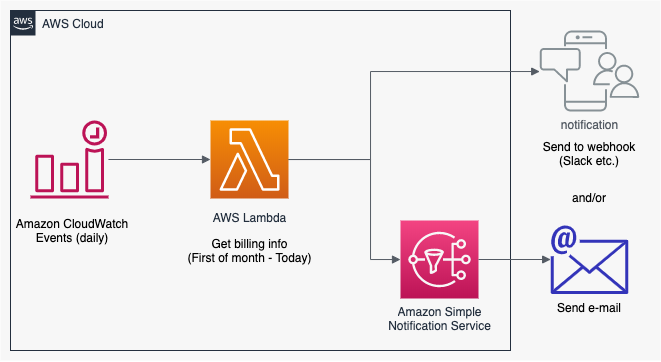 aws
AWS Cloud
notification
Send to webhook
(Slack etc.)
Amazon CloudWatch
Events (daily)
AWS Lambda
Get billing info
(First of month - Today)
and/or
@
Amazon Simple
Notification Service
Send e-mail